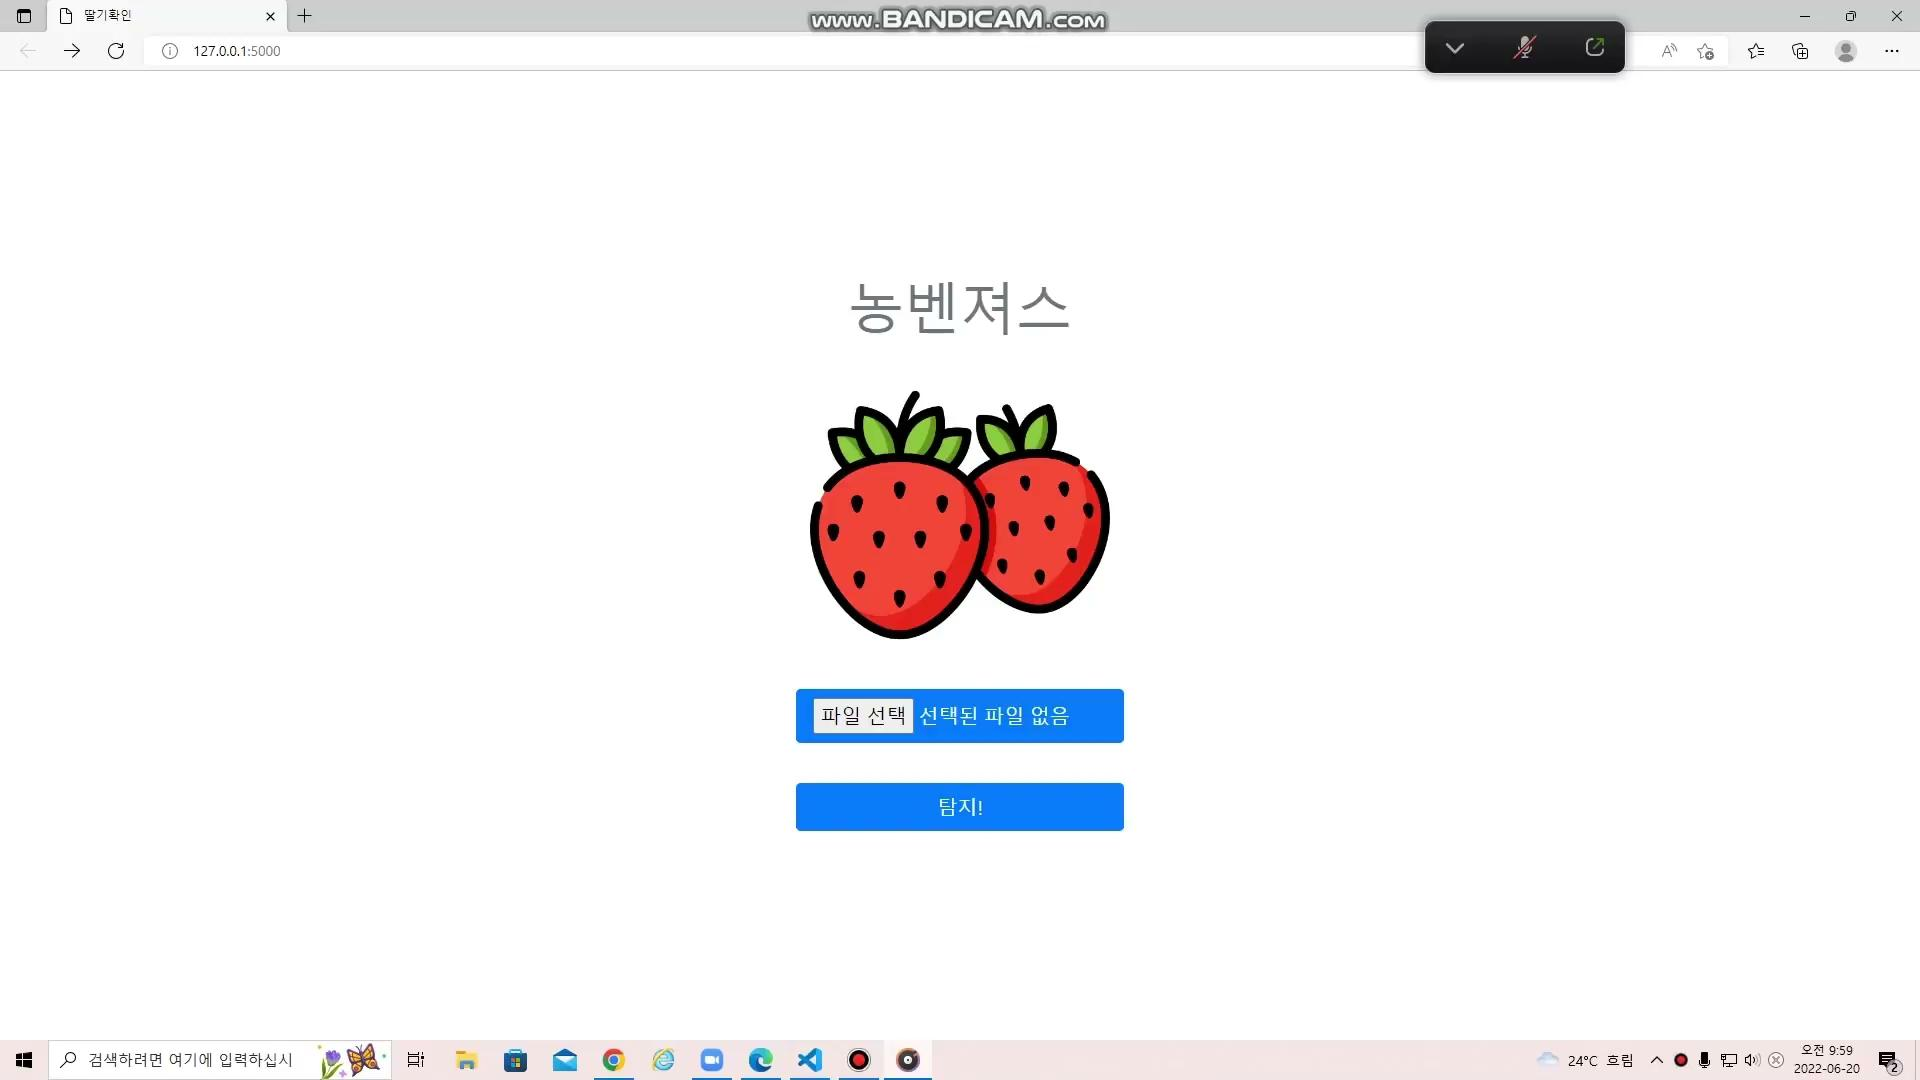 딸기확인
www.BANDICAM.com
127.0.0.1:5000
농벤져스
파일 선택 선택된 파일 없음
탐지!
검색하려면 여기에 입력하십시
24°C 흐림
오전 9:59
2022-06-20
2